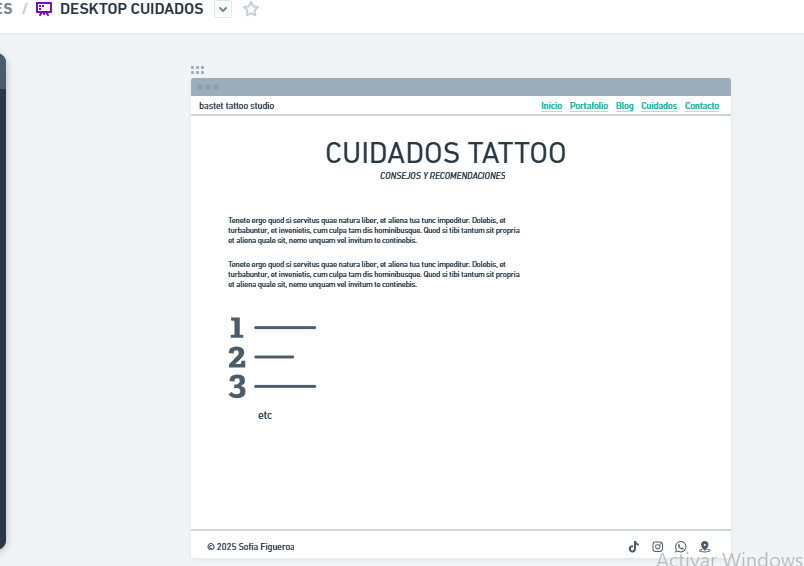 ES / DESKTOP CUIDADOS
bastet tattoo studio
Inicio Portafolio Blog Cuidados Contacto
CUIDADOS TATTOO
CONSEJOS Y RECOMENDACIONES
Tenete ergo quod si servitus quae natura liber, et aliena tua tunc impeditur. Dolebis, et
turbabuntur, et invenietis, cum culpa tam dis hominibusque. Quod si tibi tantum sit propria
et aliena quale sit, nemo unquam vel invitum te continebis.
Tenete ergo quod si servitus quae natura liber, et aliena tua tunc impeditur. Dolebis, et
turbabuntur, et invenietis, cum culpa tam dis hominibusque. Quod si tibi tantum sit propria
et aliena quale sit, nemo unquam vel invitum te continebis.
1
2
3
etc
© 2025 Sofia Figueroa
Activar Windows